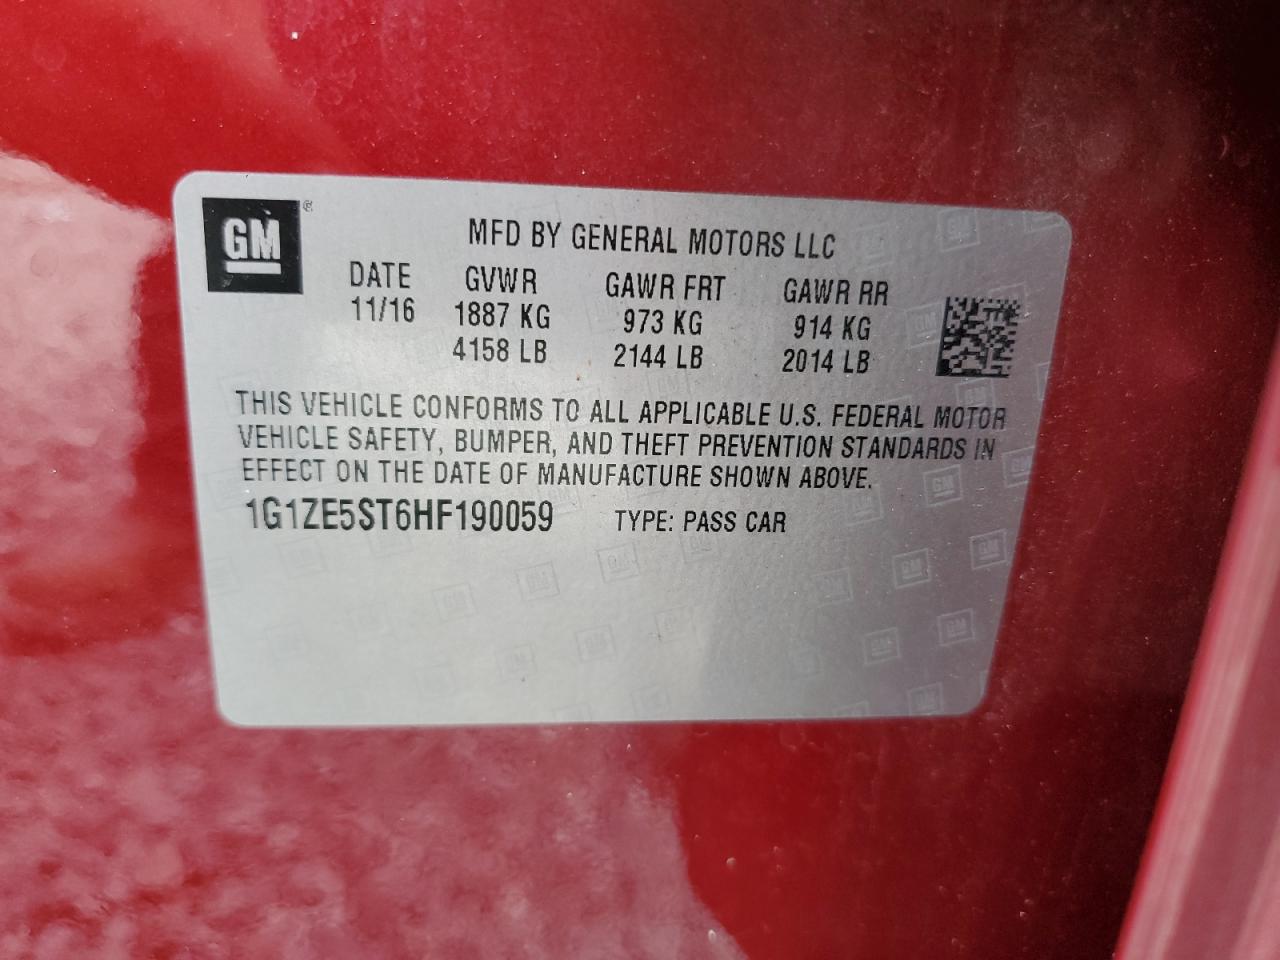 GM ®
MFD BY GENERAL MOTORS LLC
DATE GVWR GAWR FRT GAWR RR
11/16 1887 KG 973 KG 914 KG
4158 LB 2144 LB 2014 LB
THIS VEHICLE CONFORMS TO ALL APPLICABLE U.S. FEDERAL MOTOR
VEHICLE SAFETY, BUMPER, AND THEFT PREVENTION STANDARDS IN
EFFECT ON THE DATE OF MANUFACTURE SHOWN ABOVE.
1G1ZE5ST6HF190059 TYPE: PASS CAR